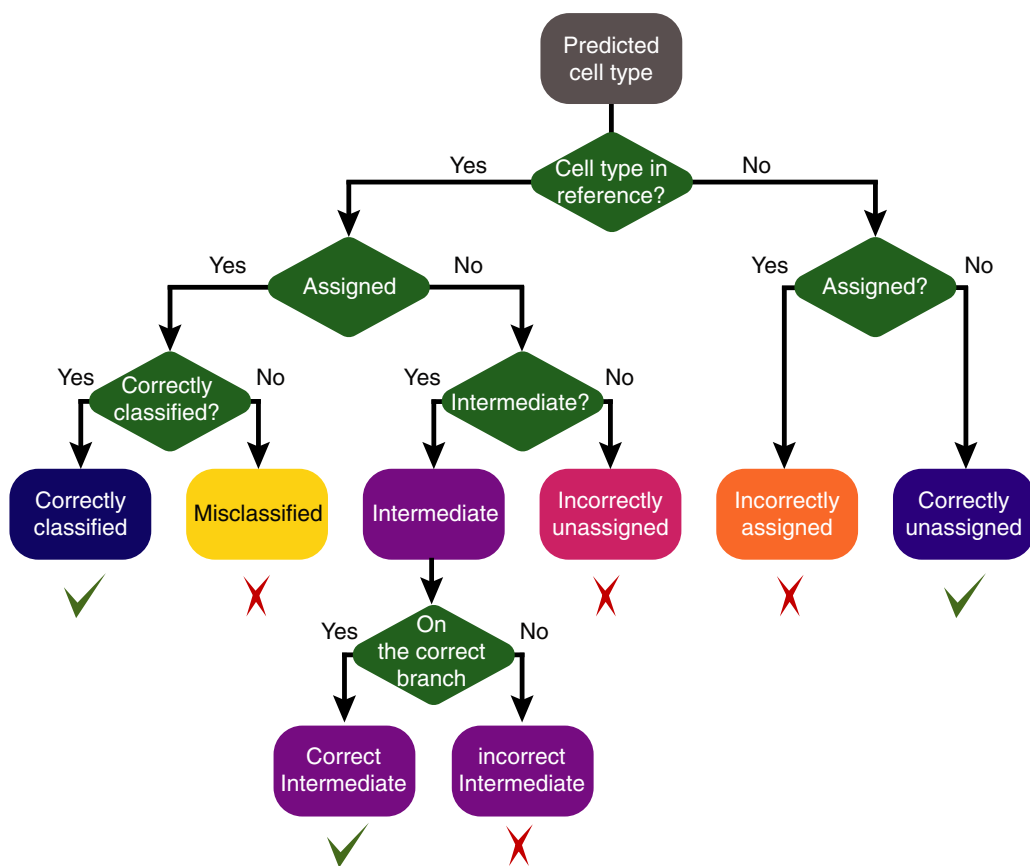 Predicted
cell type
Yes
Cell type in
reference?
No
Yes
Assigned
No
Yes
Assigned?
No
Yes
Correctly
classified?
No
Yes
Intermediate?
No
Correctly
classified
Misclassified
Intermediate
Incorrectly
unassigned
Incorrectly
assigned
Correctly
unassigned
Yes
On
the correct
branch
No
Correct
Intermediate
incorrect
Intermediate